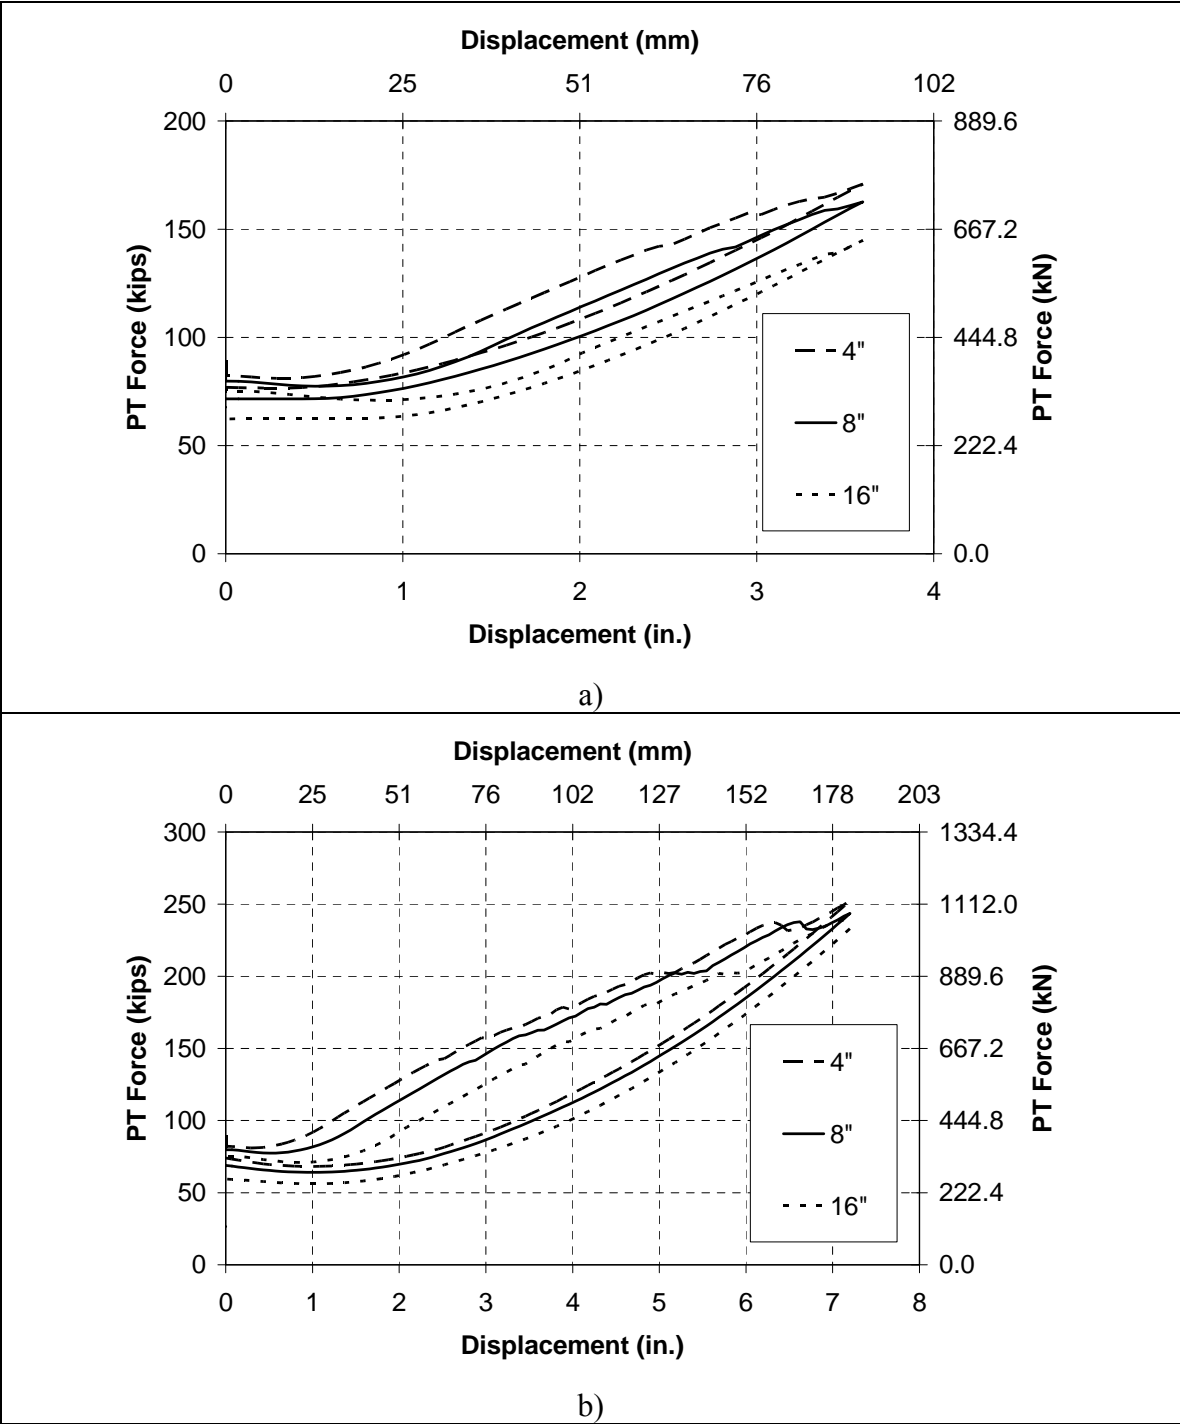 Displacement (mm)
0 25 51 76 102
200 889.6
150 667.2
100 444.8
50 222.4
0 0.0
PT Force (kips)
PT Force (kN)
4"
8"
16"
0 1 2 3 4
Displacement (in.)
a)
Displacement (mm)
0 25 51 76 102 127 152 178 203
300 1334.4
250 1112.0
200 889.6
150 667.2
100 444.8
50 222.4
0 0.0
PT Force (kips)
PT Force (kN)
4"
8"
16"
0 1 2 3 4 5 6 7 8
Displacement (in.)
b)